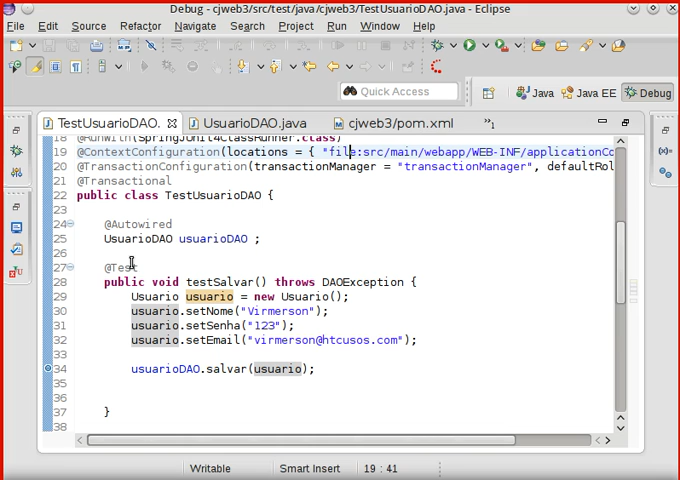 Debug - cjweb3/src/test/java/cjweb3/TestUsuarioDAO.java - Eclipse
File Edit Source Refactor Navigate Search Project Run Window Help
Quick Access Java Java EE Debug
TestUsuarioDAO. UsuarioDAO.java cjweb3/pom.xml »1
18 @RunWith(SpringJUnit4ClassRunner.class)
19 @ContextConfiguration(locations = { "file:src/main/webapp/WEB-INF/applicationCo
20 @TransactionConfiguration(transactionManager = "transactionManager", defaultRol
21 @Transactional
22 public class TestUsuarioDAO {
23
24 @Autowired
25 UsuarioDAO usuarioDAO ;
26
27 @Test
28 public void testSalvar() throws DAOException {
29 Usuario usuario = new Usuario();
30 usuario.setNome("Virmerson");
31 usuario.setSenha("123");
32 usuario.setEmail("virmerson@htcusos.com");
33
34 usuarioDAO.salvar(usuario);
35
36
37 }
38
Writable Smart Insert 19 : 41